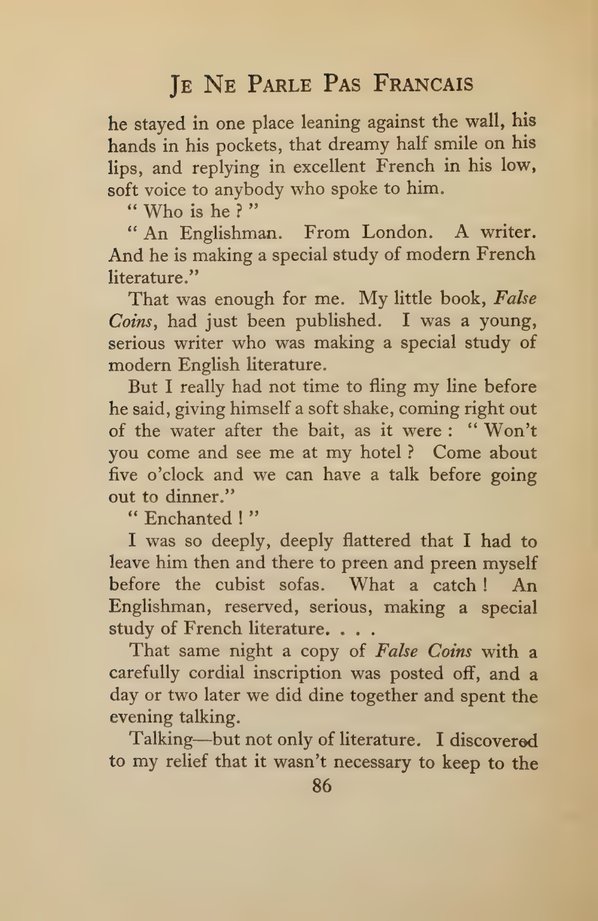 JE NE PARLE PAS FRANCAIS
he stayed in one place leaning against the wall, his
hands in his pockets, that dreamy half smile on his
lips, and replying in excellent French in his low,
soft voice to anybody who spoke to him.
“ Who is he ? ”
“ An Englishman. From London. A writer.
And he is making a special study of modern French
literature.”
That was enough for me. My little book, False
Coins, had just been published. I was a young,
serious writer who was making a special study of
modern English literature.
But I really had not time to fling my line before
he said, giving himself a soft shake, coming right out
of the water after the bait, as it were : “ Won’t
you come and see me at my hotel ? Come about
five o’clock and we can have a talk before going
out to dinner.”
“ Enchanted ! ”
I was so deeply, deeply flattered that I had to
leave him then and there to preen and preen myself
before the cubist sofas. What a catch ! An
Englishman, reserved, serious, making a special
study of French literature. . . .
That same night a copy of False Coins with a
carefully cordial inscription was posted off, and a
day or two later we did dine together and spent the
evening talking.
Talking—but not only of literature. I discovered
to my relief that it wasn’t necessary to keep to the
86